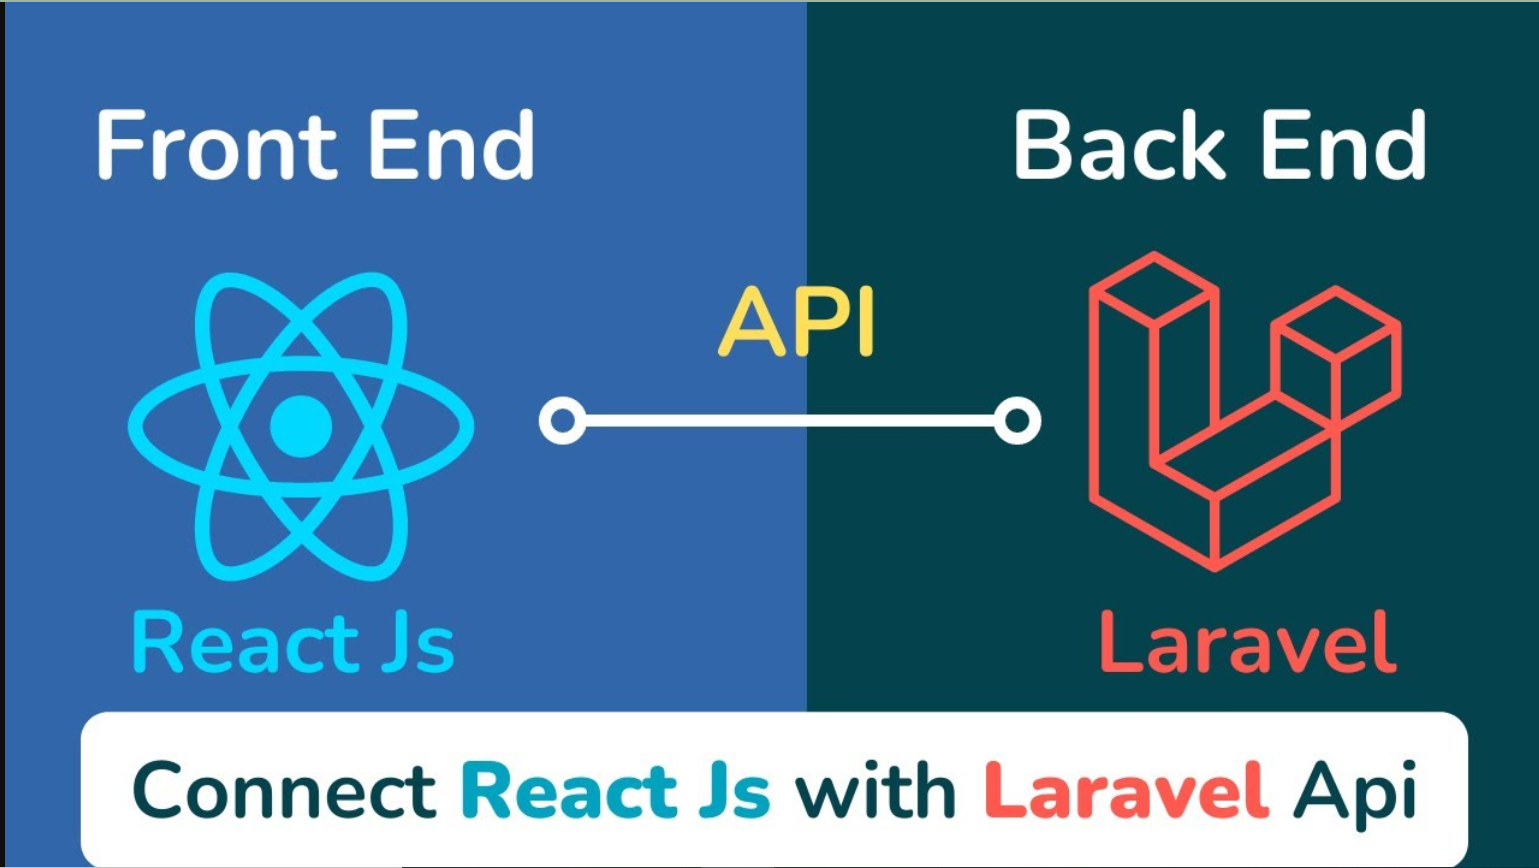 Front End
Back End
API
React Js
Laravel
Connect React Js with Laravel Api